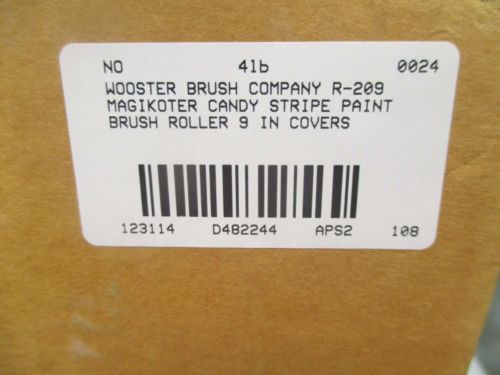 NO 41b 0024
WOOSTER BRUSH COMPANY R-209
MAGIKOTER CANDY STRIPE PAINT
BRUSH ROLLER 9 IN COVERS
123114 D482244 APS2 108